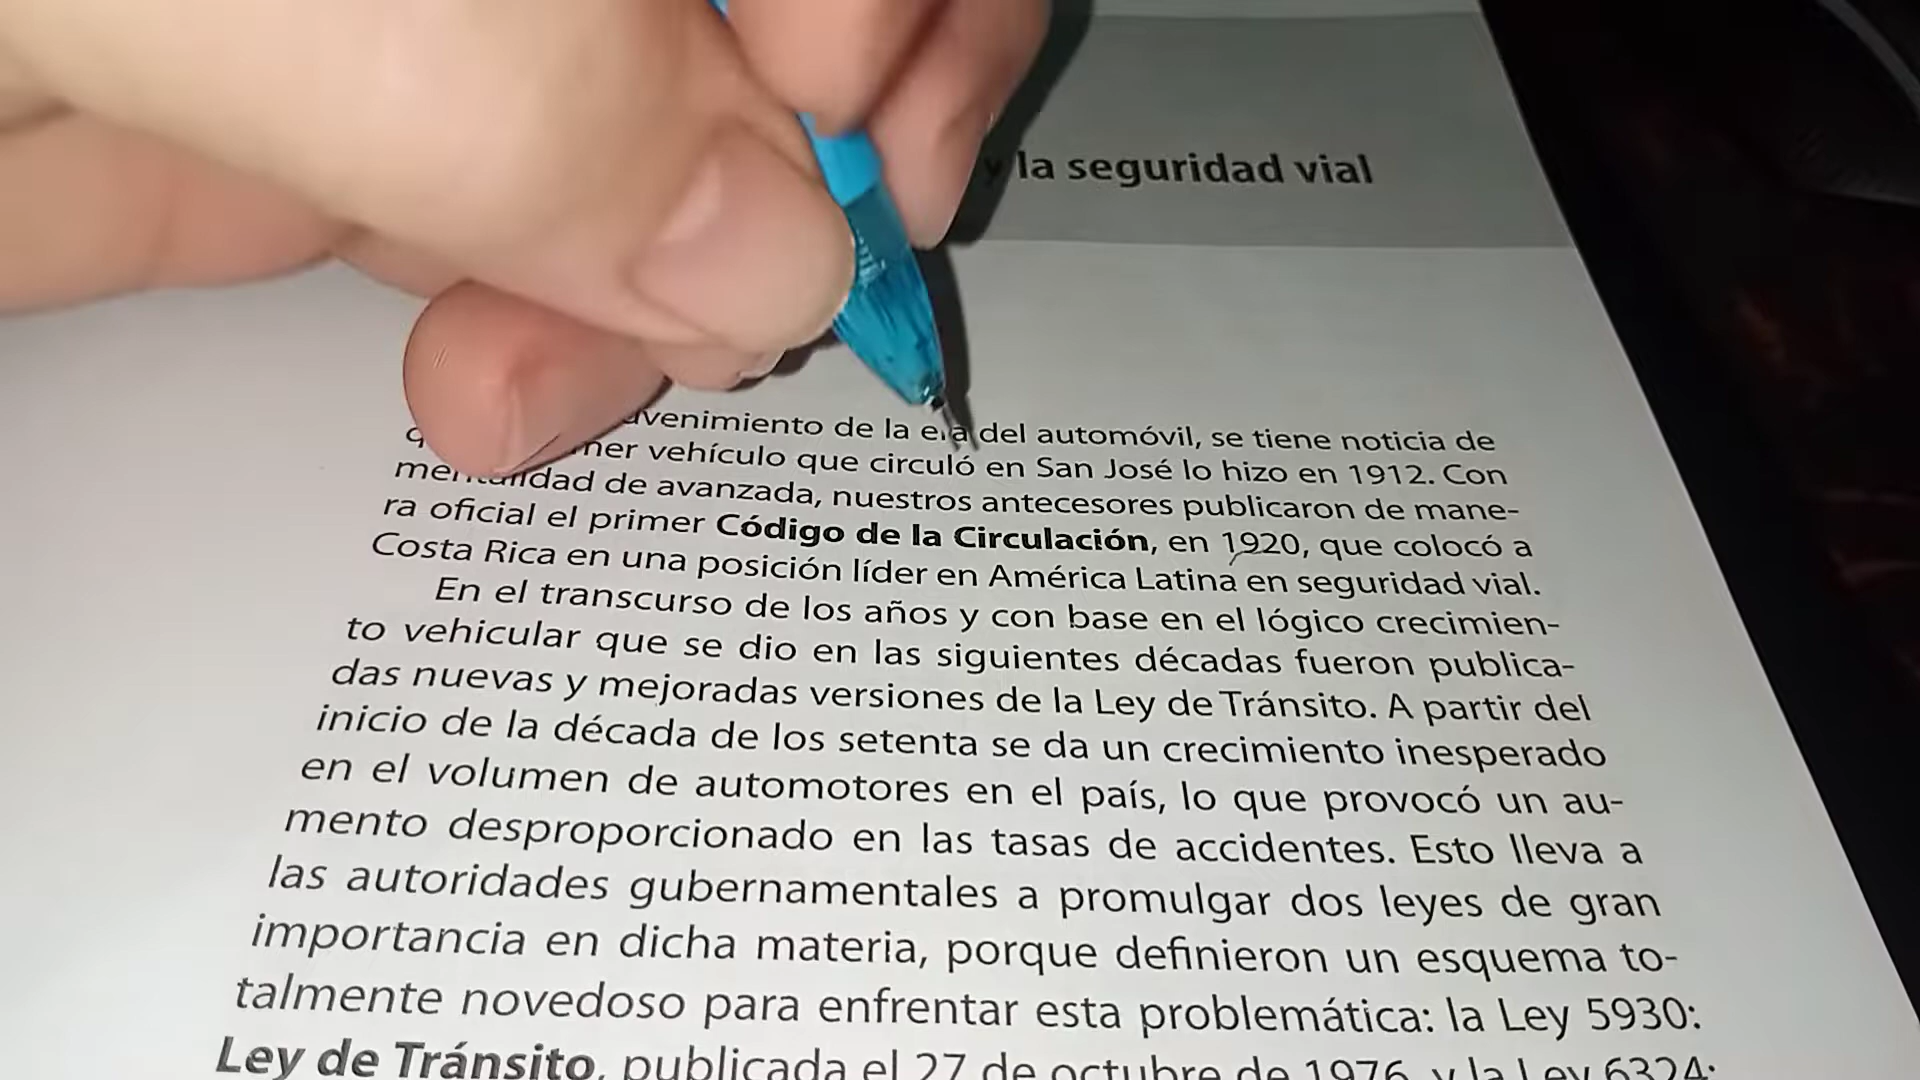 la seguridad vial
venimiento de la era del automóvil, se tiene noticia de
vehículo que circuló en San José lo hizo en 1912. Con
mentalidad de avanzada, nuestros antecesores publicaron de mane-
ra oficial el primer Código de la Circulación, en 1920, que colocó a
Costa Rica en una posición líder en América Latina en seguridad vial.
En el transcurso de los años y con base en el lógico crecimien-
to vehicular que se dio en las siguientes décadas fueron publica-
das nuevas y mejoradas versiones de la Ley de Tránsito. A partir del
inicio de la década de los setenta se da un crecimiento inesperado
en el volumen de automotores en el país, lo que provocó un au-
mento desproporcionado en las tasas de accidentes. Esto lleva a
las autoridades gubernamentales a promulgar dos leyes de gran
importancia en dicha materia, porque definieron un esquema to-
talmente novedoso para enfrentar esta problemática: la Ley 5930:
Ley de Tránsito, publicada el 27 de octubre de 1976, y la Ley 6324: